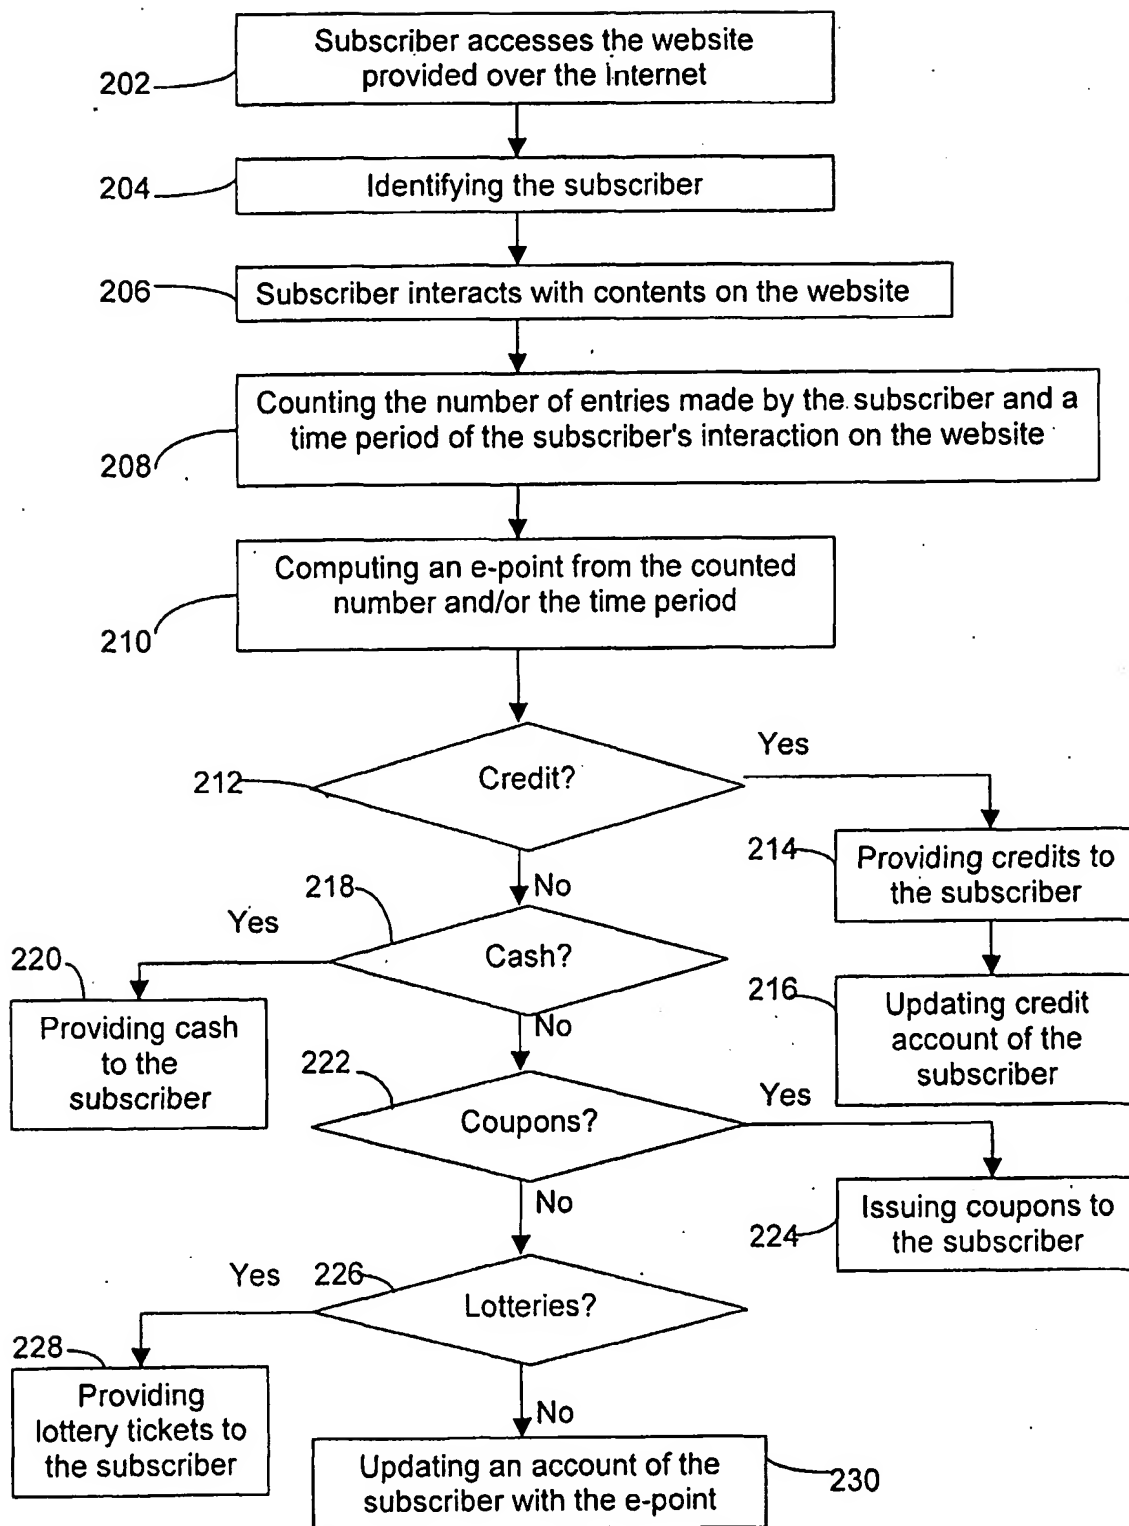 202
Subscriber accesses the website
provided over the Internet
204
Identifying the subscriber
206
Subscriber interacts with contents on the website
208
Counting the number of entries made by the subscriber and a
time period of the subscriber's interaction on the website
210
Computing an e-point from the counted
number and/or the time period
212
Credit?
Yes
No
214
Providing credits to
the subscriber
216
Updating credit
account of the
subscriber
218
Cash?
Yes
No
220
Providing cash
to the
subscriber
222
Coupons?
Yes
No
224
Issuing coupons to
the subscriber
226
Lotteries?
Yes
No
228
Providing
lottery tickets to
the subscriber
Updating an account of the
subscriber with the e-point
230